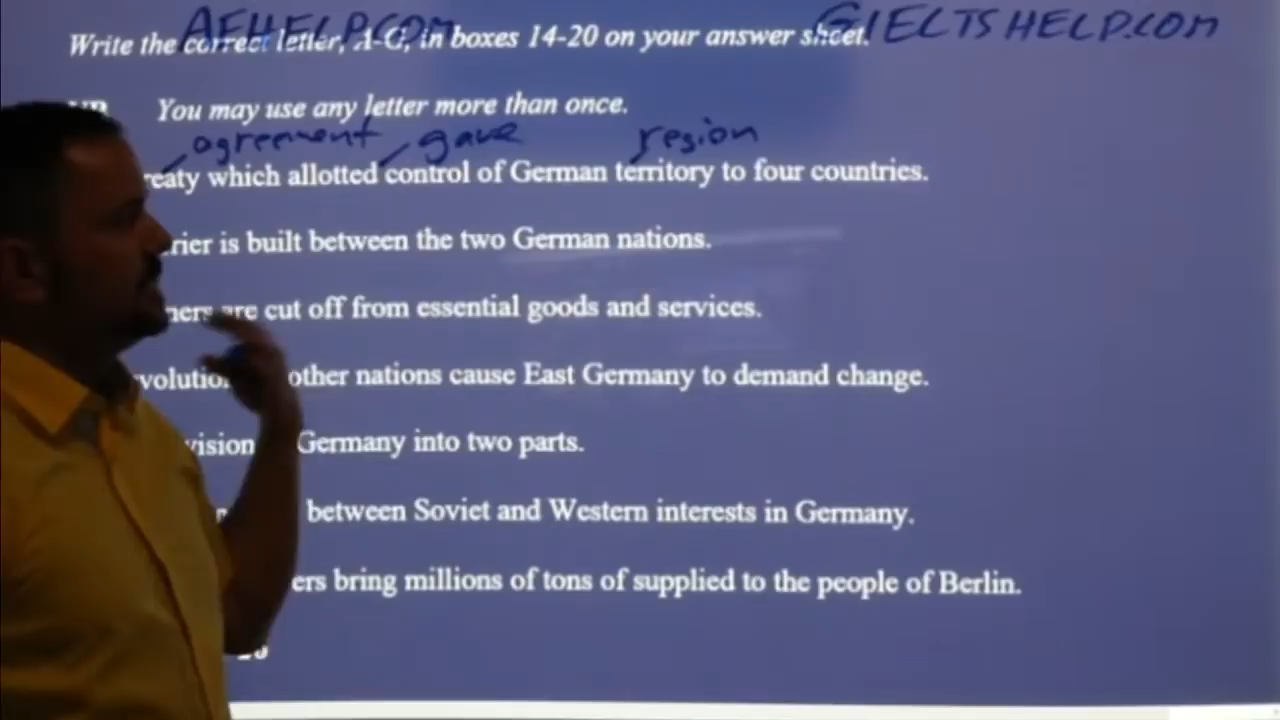 AEHELP.COM GIELTSHELP.COM
Write the correct letter, A-G, in boxes 14-20 on your answer sheet.
You may use any letter more than once.
agreement gave region
reaty which allotted control of German territory to four countries.
rier is built between the two German nations.
ners are cut off from essential goods and services.
volution other nations cause East Germany to demand change.
vision Germany into two parts.
between Soviet and Western interests in Germany.
ers bring millions of tons of supplied to the people of Berlin.